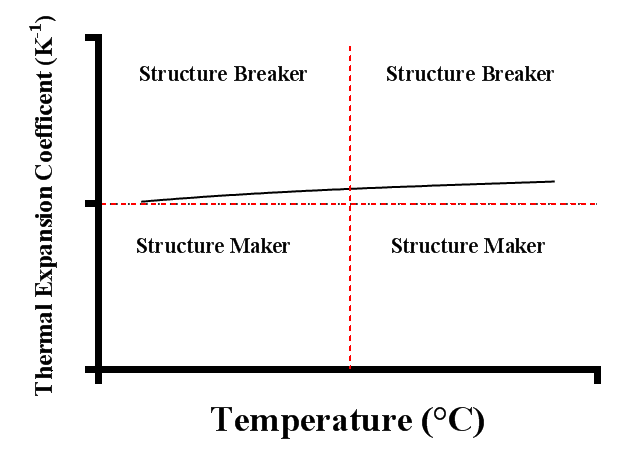 Thermal Expansion Coefficent (K⁻¹)
Structure Breaker
Structure Breaker
Structure Maker
Structure Maker
Temperature (°C)